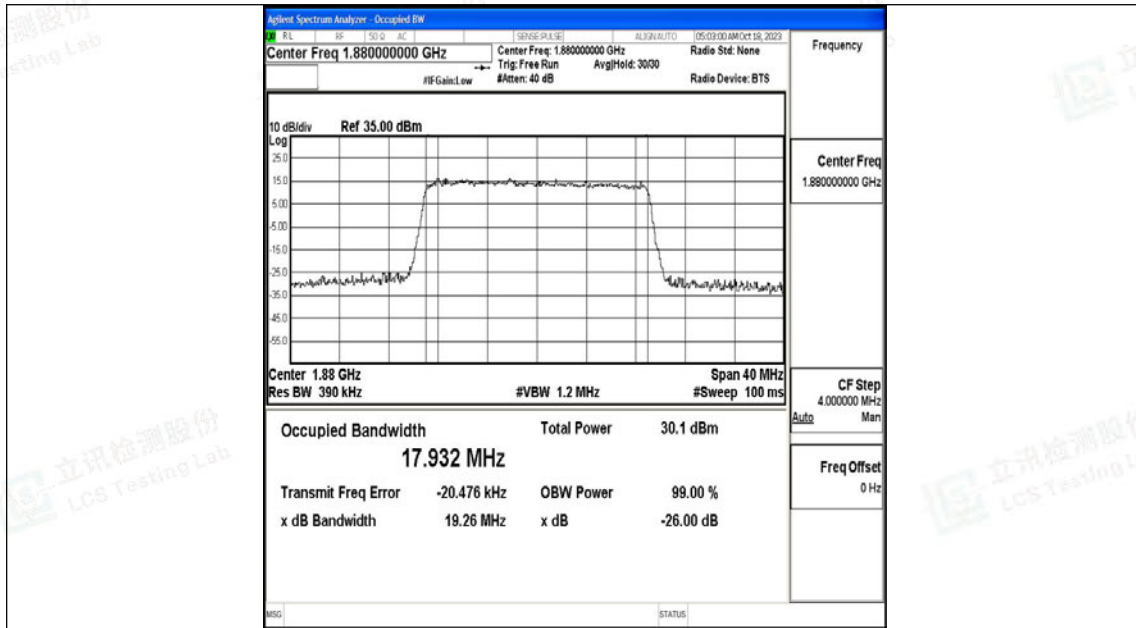 Agilent Spectrum Analyzer - Occupied BW
RL RF 50 Ω AC SENSE:PULSE ALIGNAUTO 05:03:00 AM Oct 18, 2023
Center Freq 1.880000000 GHz
Center Freq: 1.880000000 GHz
Radio Std: None
Trig: Free Run Avg|Hold: 30/30
#IFGain:Low
#Atten: 40 dB
Radio Device: BTS
10 dB/div Ref 35.00 dBm
Log
25.0
15.0
5.00
-5.00
-15.0
-25.0
-35.0
-45.0
-55.0
Center 1.88 GHz
Span 40 MHz
Res BW 390 kHz
#VBW 1.2 MHz
#Sweep 100 ms
Occupied Bandwidth
Total Power 30.1 dBm
17.932 MHz
Transmit Freq Error -20.476 kHz
OBW Power 99.00 %
x dB Bandwidth 19.26 MHz
x dB -26.00 dB
MSG
STATUS
Frequency
Center Freq
1.880000000 GHz
CF Step
4.000000 MHz
Auto Man
Freq Offset
0 Hz
立讯检测股份
LCS Testing Lab
立讯检测股份
LCS Testing L